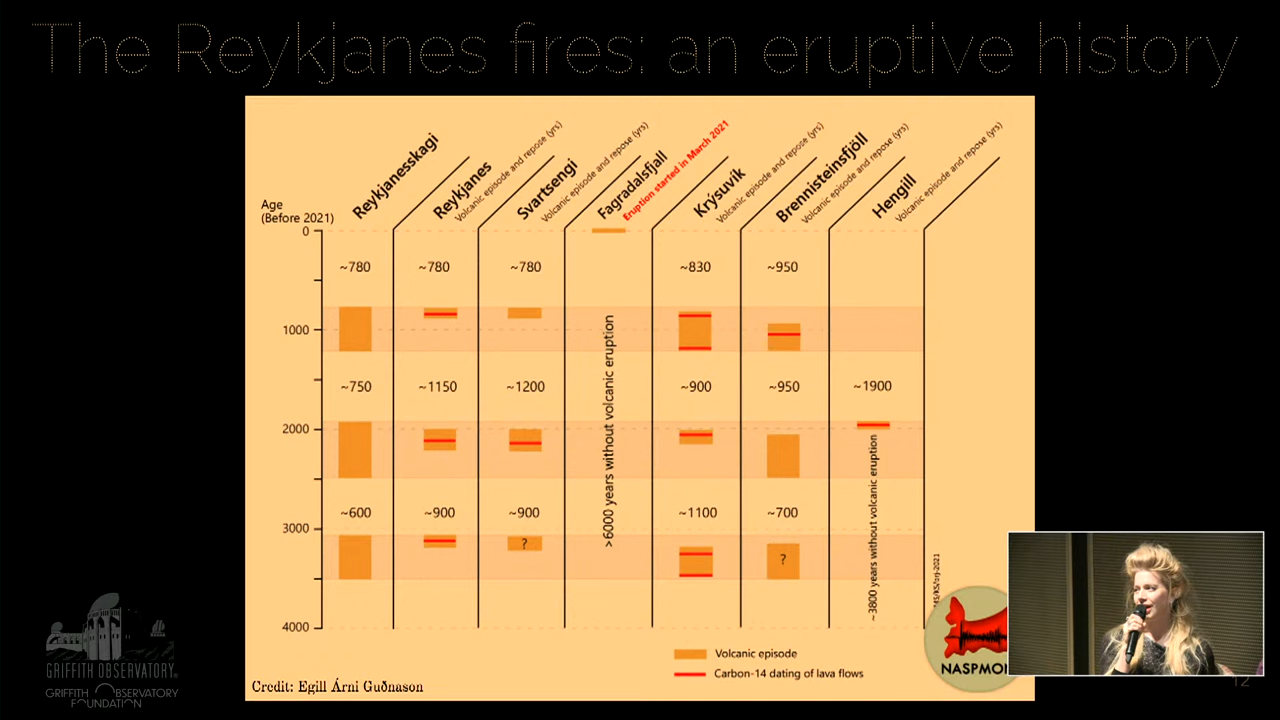 The Reykjanes fires: an eruptive history
Age
(Before 2021)
Reykjanesskagi
Reykjanes
Volcanic episode and repose (yrs)
Svartsengi
Volcanic episode and repose (yrs)
Fagradalsfjall
Eruption started in March 2021
Krýsuvík
Volcanic episode and repose (yrs)
Brennisteinsfjöll
Volcanic episode and repose (yrs)
Hengill
Volcanic episode and repose (yrs)
0
~780
~780
~780
~830
~950
1000
~750
~1150
~1200
~900
~950
~1900
2000
~600
~900
~900
~1100
~700
3000
?
?
4000
>6000 years without volcanic eruption
~3800 years without volcanic eruption
Volcanic episode
Carbon-14 dating of lava flows
NASPMON
Credit: Egill Árni Guðnason
GRIFFITH OBSERVATORY
GRIFFITH OBSERVATORY
FOUNDATION
12